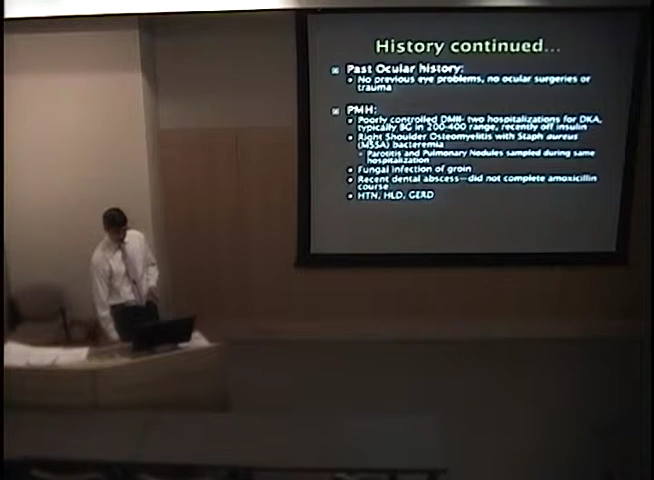 History continued...
Past Ocular history:
No previous eye problems, no ocular surgeries or
trauma
PMH:
Poorly controlled DMII- two hospitalizations for DKA,
typically BG in 200-400 range, recently off insulin
Right Shoulder Osteomyelitis with Staph aureus
(MSSA) bacteremia
Parotitis and Pulmonary Nodules sampled during same
hospitalization
Fungal infection of groin
Recent dental abscess—did not complete amoxicillin
course
HTN, HLD, GERD